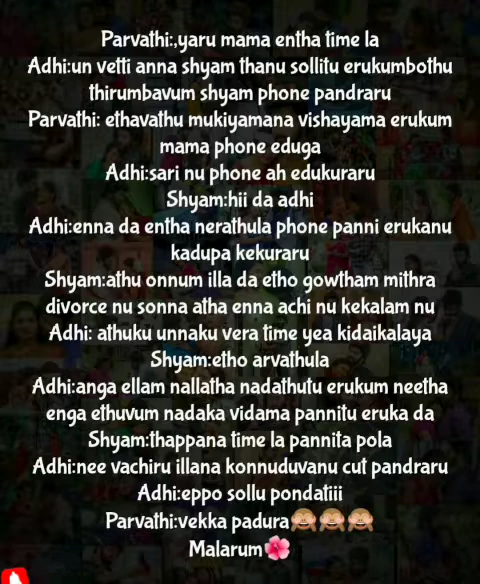 Parvathi:,yaru mama entha time la
Adhi:un vetti anna shyam thanu sollitu erukumbothu
thirumbavum shyam phone pandraru
Parvathi: ethavathu mukiyamana vishayama erukum
mama phone eduga
Adhi:sari nu phone ah edukuraru
Shyam:hii da adhi
Adhi:enna da entha nerathula phone panni erukanu
kadupa kekuraru
Shyam:athu onnum illa da etho gowtham mithra
divorce nu sonna atha enna achi nu kekalam nu
Adhi: athuku unnaku vera time yea kidaikalaya
Shyam:etho arvathula
Adhi:anga ellam nallatha nadathutu erukum neetha
enga ethuvum nadaka vidama pannitu eruka da
Shyam:thappana time la pannita pola
Adhi:nee vachiru illana konnuduvanu cut pandraru
Adhi:eppo sollu pondatiii
Parvathi:vekka padura🙈🙈🙈
Malarum🌺